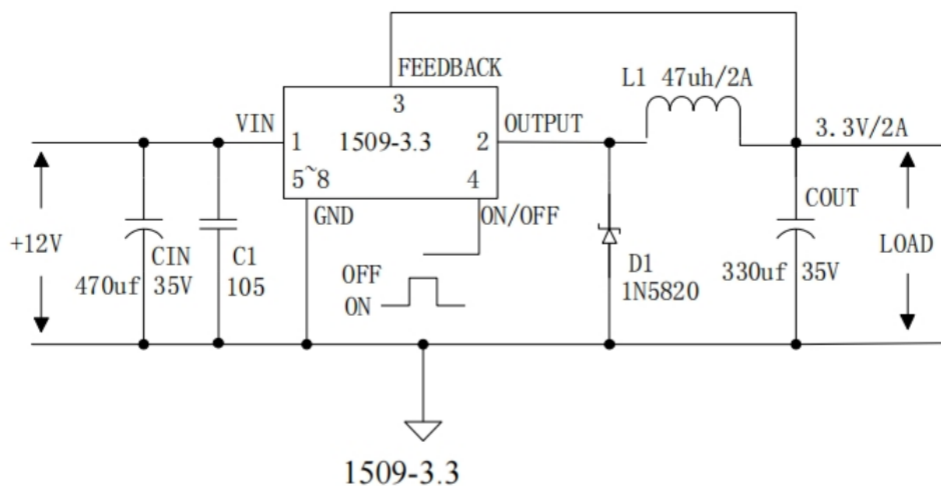 FEEDBACK
L1 47uh/2A
3
VIN
OUTPUT
3.3V/2A
1
1509-3.3
2
5~8
4
GND
ON/OFF
COUT
+12V
CIN
C1
OFF
D1
LOAD
470uf 35V
105
ON
1N5820
330uf 35V
1509-3.3